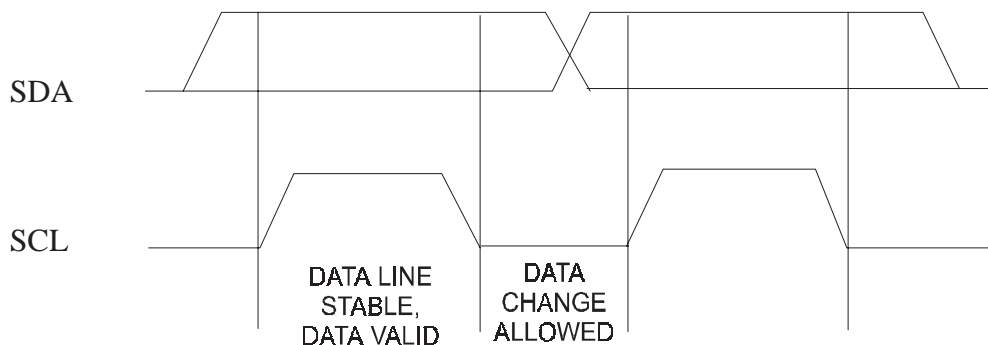 SDA
SCL
DATA LINE
STABLE,
DATA VALID
DATA
CHANGE
ALLOWED